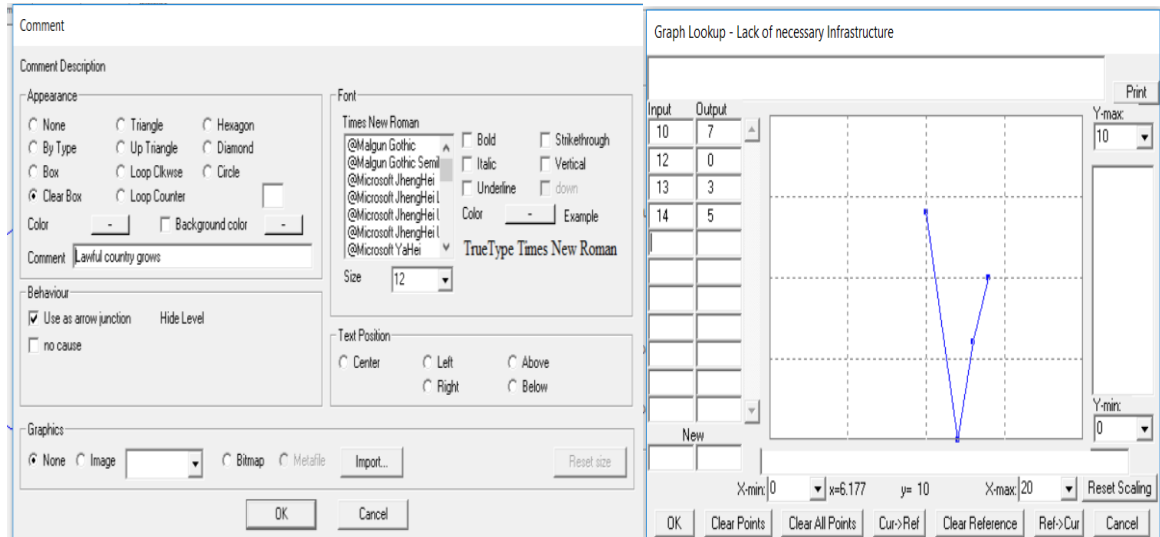 Comment
Comment Description
Appearance
None
Triangle
Hexagon
By Type
Up Triangle
Diamond
Box
Loop Clkwse
Circle
Clear Box
Loop Counter
Color
-
Background color
-
Comment
Lawful country grows
Behaviour
Use as arrow junction
Hide Level
no cause
Font
Times New Roman
@Malgun Gothic
@Malgun Gothic Semil
@Microsoft JhengHei
@Microsoft JhengHei L
@Microsoft JhengHei U
@Microsoft YaHei
Bold
Strikethrough
Italic
Vertical
Underline
down
Color
-
Example
TrueType Times New Roman
Size
12
Text Position
Center
Left
Above
Right
Below
Graphics
None
Image
Bitmap
Metafile
Import...
Reset size
OK
Cancel
Graph Lookup - Lack of necessary Infrastructure
Print
Input Output
10 7
12 0
13 3
14 5
New
Y-max:
10
Y-min:
0
X-min: 0
x=6.177
y= 10
X-max: 20
Reset Scaling
OK
Clear Points
Clear All Points
Cur->Ref
Clear Reference
Ref->Cur
Cancel